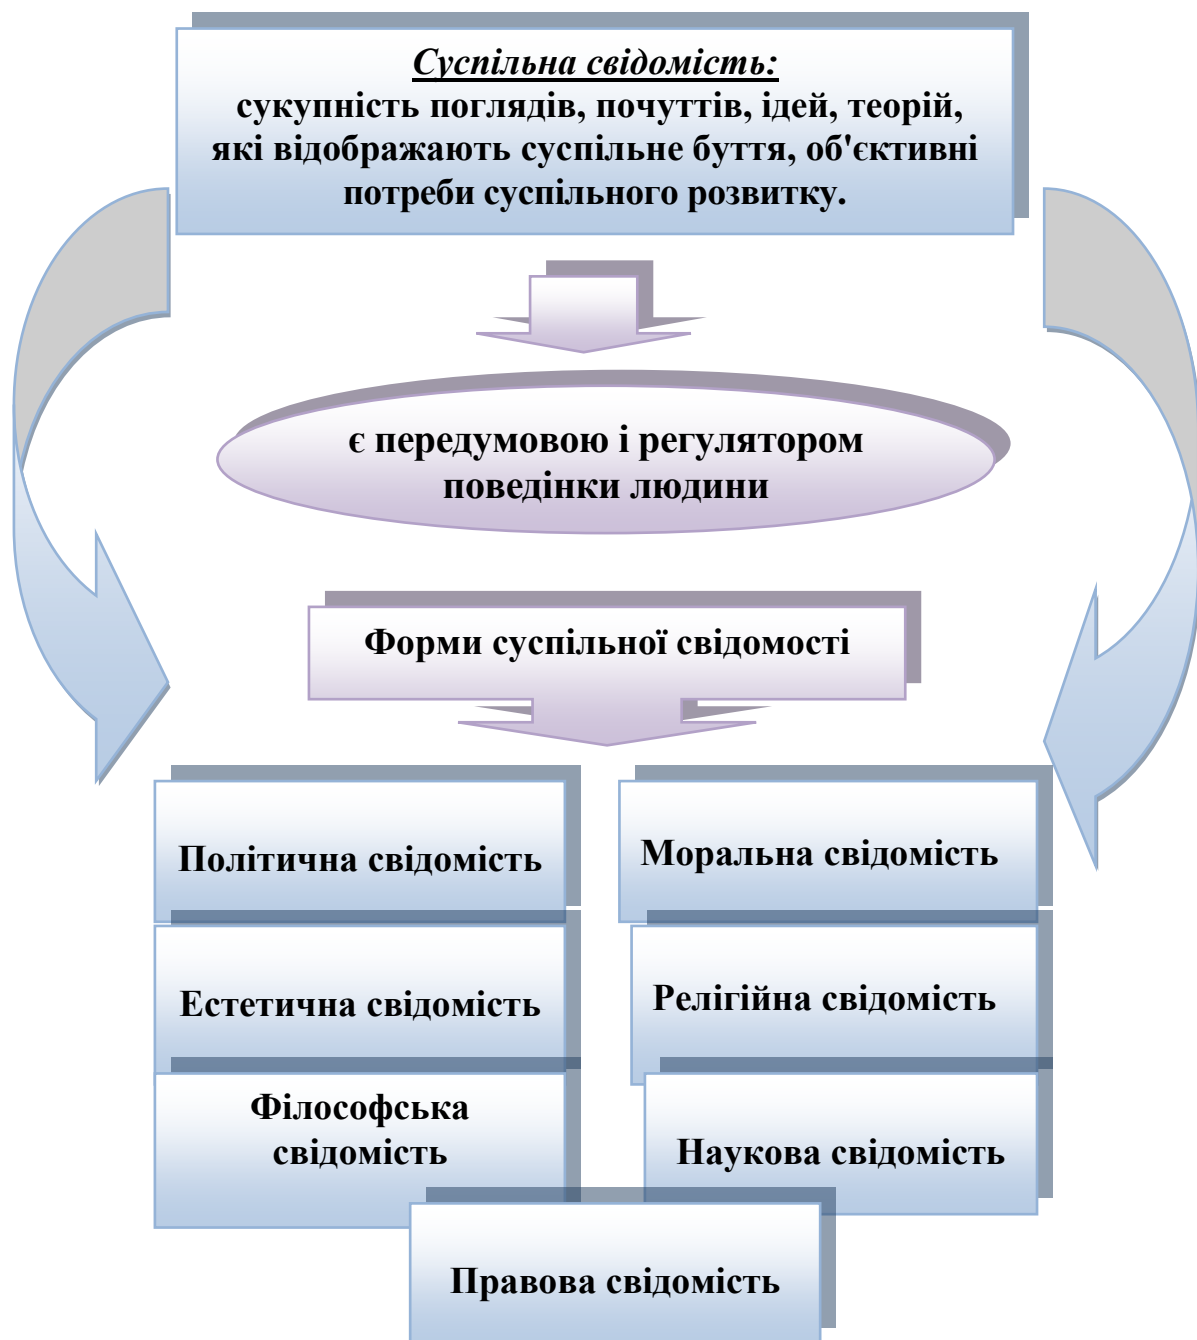 Суспільна свідомість:
сукупність поглядів, почуттів, ідей, теорій,
які відображають суспільне буття, об'єктивні
потреби суспільного розвитку.
є передумовою і регулятором
поведінки людини
Форми суспільної свідомості
Політична свідомість
Моральна свідомість
Естетична свідомість
Релігійна свідомість
Філософська
свідомість
Наукова свідомість
Правова свідомість